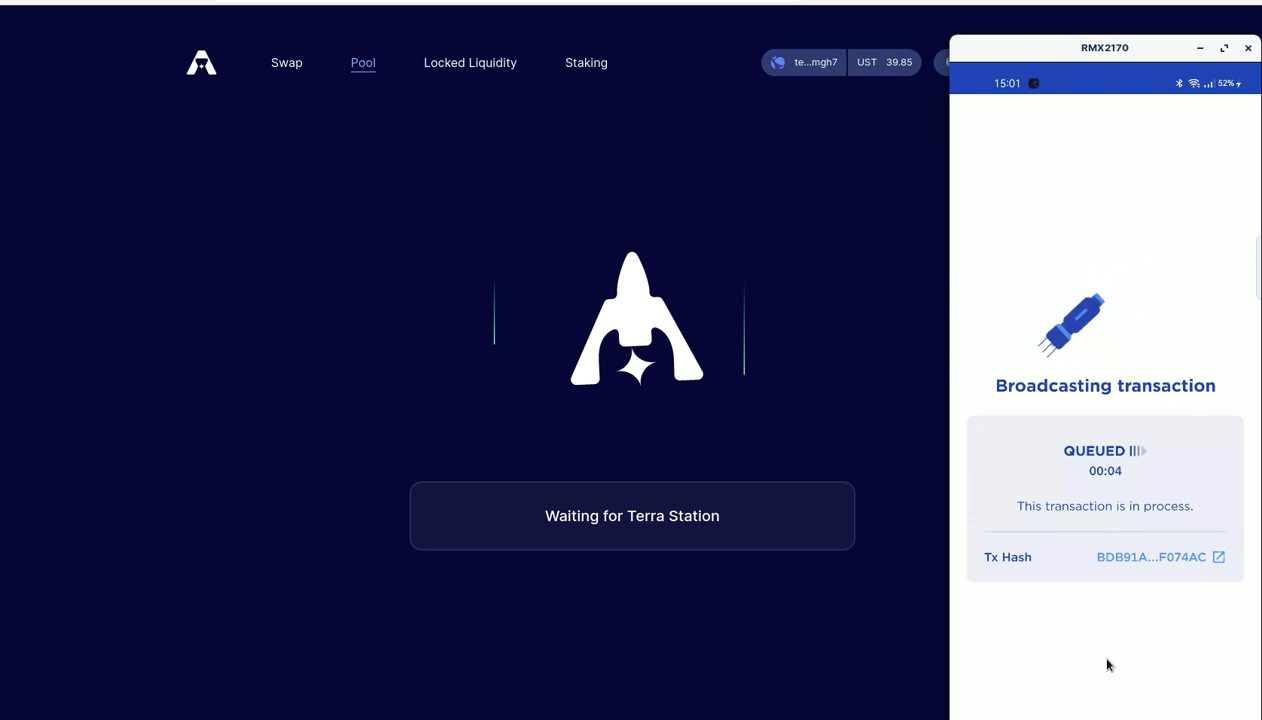 Swap Pool Locked Liquidity Staking te...mgh7 UST 39.85
Waiting for Terra Station
RMX2170
15:01 52%
Broadcasting transaction
QUEUED
00:04
This transaction is in process.
Tx Hash BDB91A...F074AC